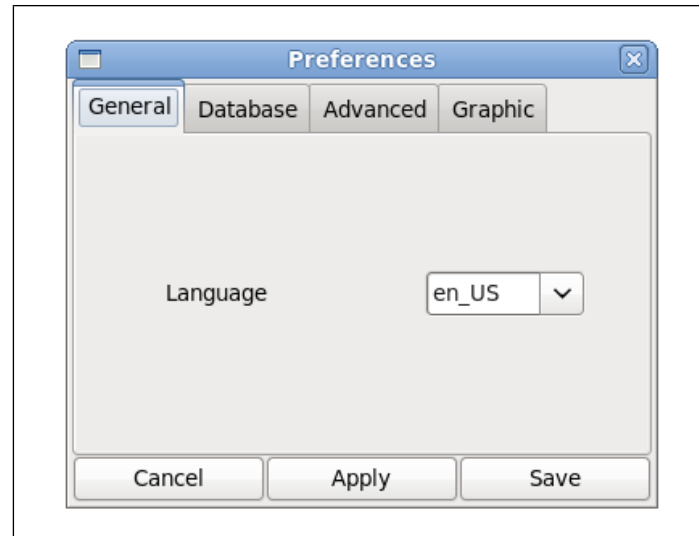 Preferences
General Database Advanced Graphic
Language en_US
Cancel Apply Save